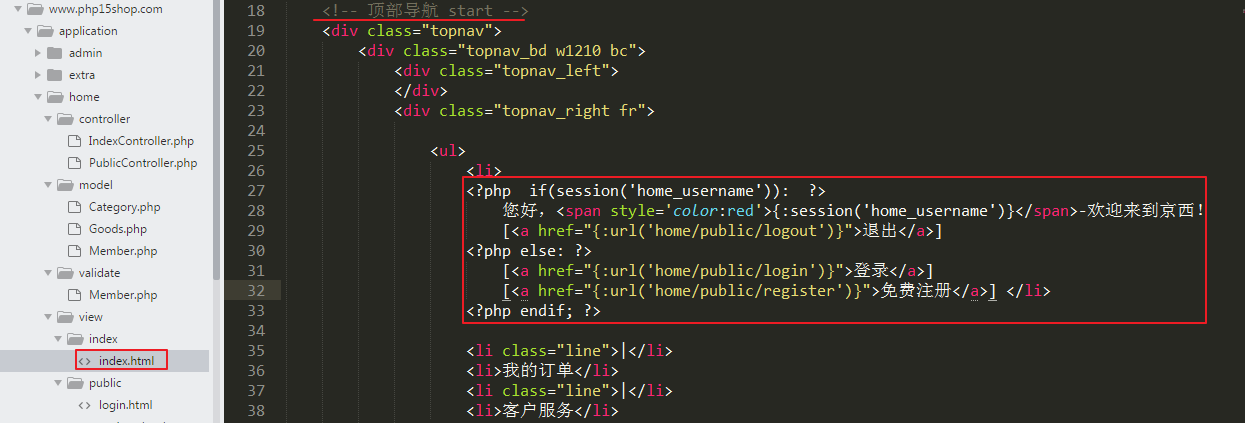 www.php15shop.com
application
admin
extra
home
controller
IndexController.php
PublicController.php
model
Category.php
Goods.php
Member.php
validate
Member.php
view
index
<> index.html
public
<> login.html
18 <!-- 顶部导航 start -->
19 <div class="topnav">
20 <div class="topnav_bd w1210 bc">
21 <div class="topnav_left">
22 </div>
23 <div class="topnav_right fr">
24
25 <ul>
26 <li>
27 <?php  if(session('home_username')):  ?>
28 您好，<span style='color:red'>{:session('home_username')}</span>-欢迎来到京西!
29 [<a href="{:url('home/public/logout')}">退出</a>]
30 <?php else: ?>
31 [<a href="{:url('home/public/login')}">登录</a>]
32 [<a href="{:url('home/public/register')}">免费注册</a>] </li>
33 <?php endif; ?>
34
35 <li class="line">|</li>
36 <li>我的订单</li>
37 <li class="line">|</li>
38 <li>客户服务</li>